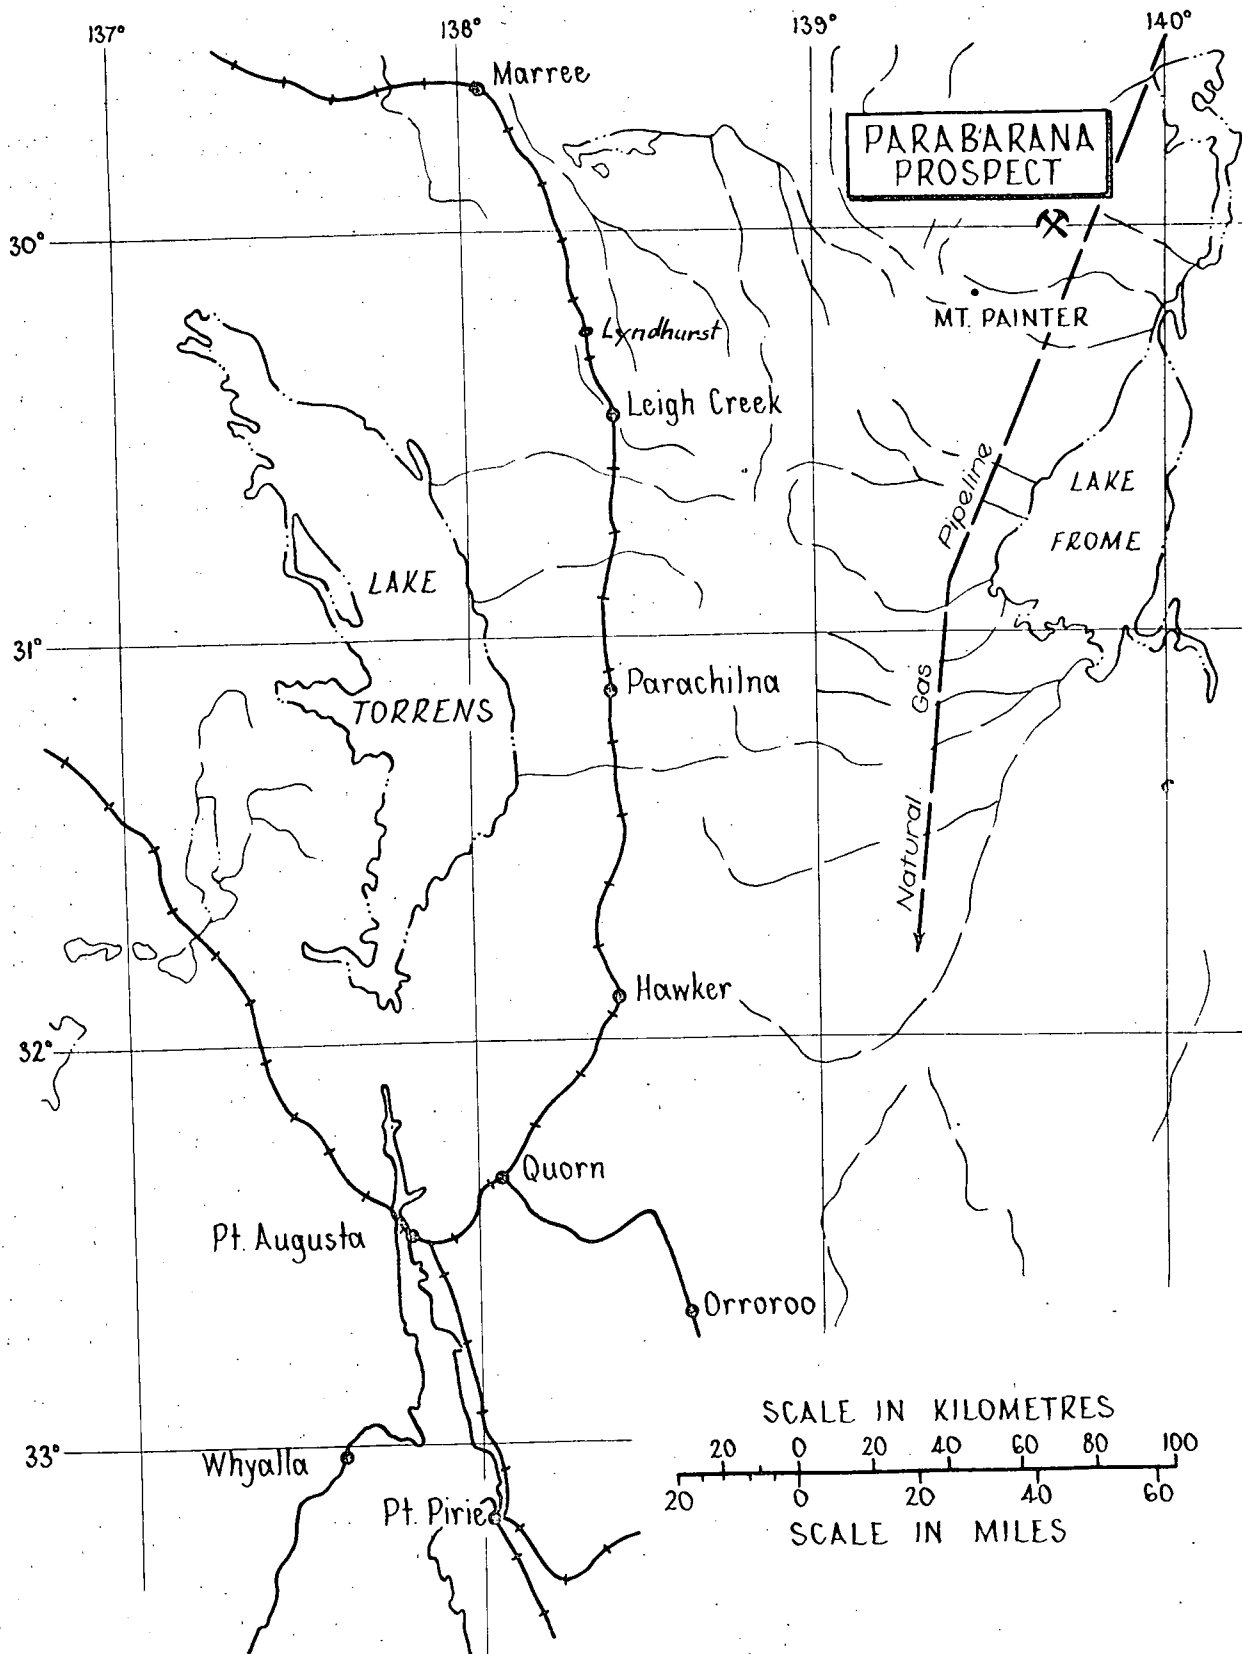 137°
138°
139°
140°
Marree
PARABARANA
PROSPECT
30°
MT. PAINTER
Lyndhurst
Leigh Creek
Pipeline
LAKE
FROME
LAKE
31°
Parachilna
Gas
TORRENS
Natural
Hawker
32°
Quorn
Pt. Augusta
Orroroo
SCALE IN KILOMETRES
20 0 20 40 60 80 100
33°
Whyalla
20 0 20 40 60
Pt. Pirie
SCALE IN MILES